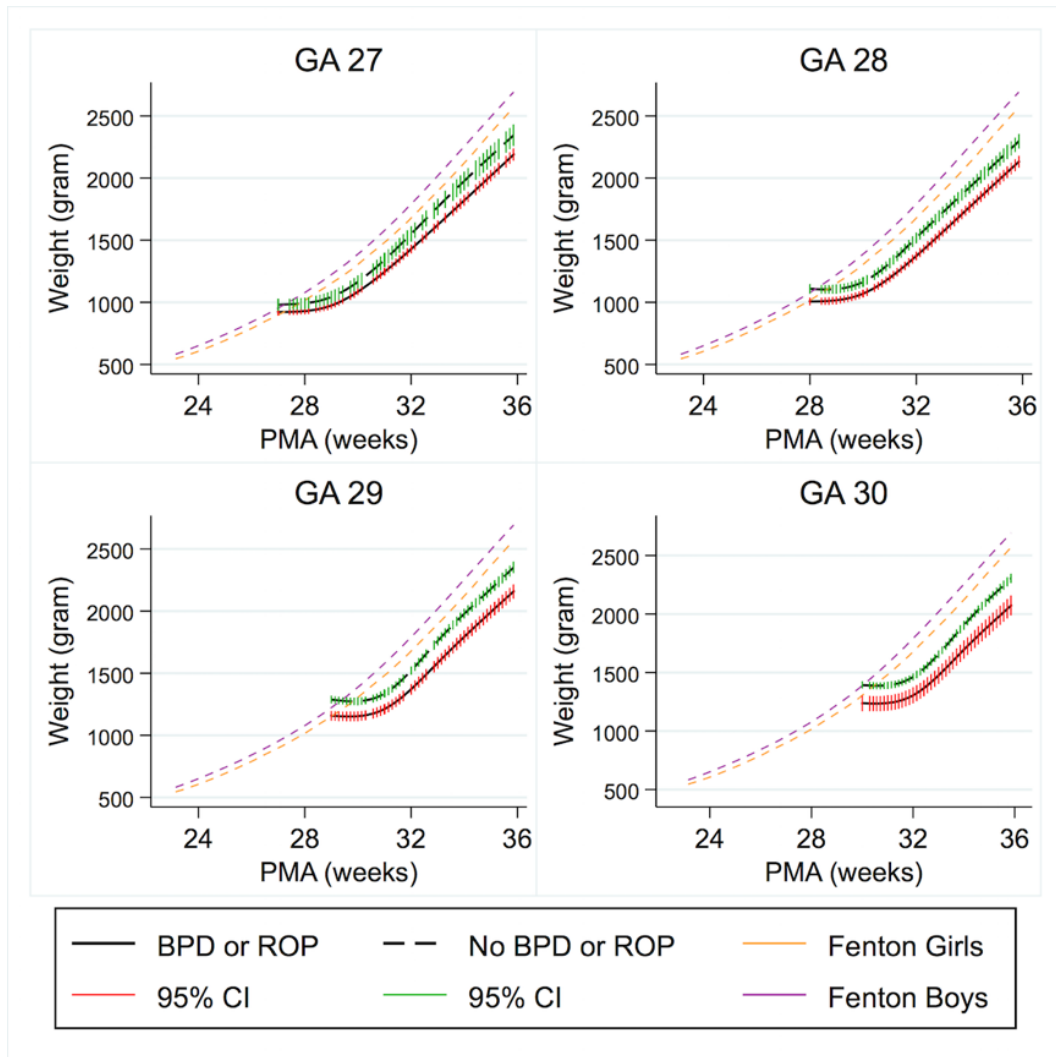 GA 27
Weight (gram)
2500
2000
1500
1000
500
24 28 32 36
PMA (weeks)
GA 28
Weight (gram)
2500
2000
1500
1000
500
24 28 32 36
PMA (weeks)
GA 29
Weight (gram)
2500
2000
1500
1000
500
24 28 32 36
PMA (weeks)
GA 30
Weight (gram)
2500
2000
1500
1000
500
24 28 32 36
PMA (weeks)
BPD or ROP No BPD or ROP Fenton Girls
95% CI 95% CI Fenton Boys